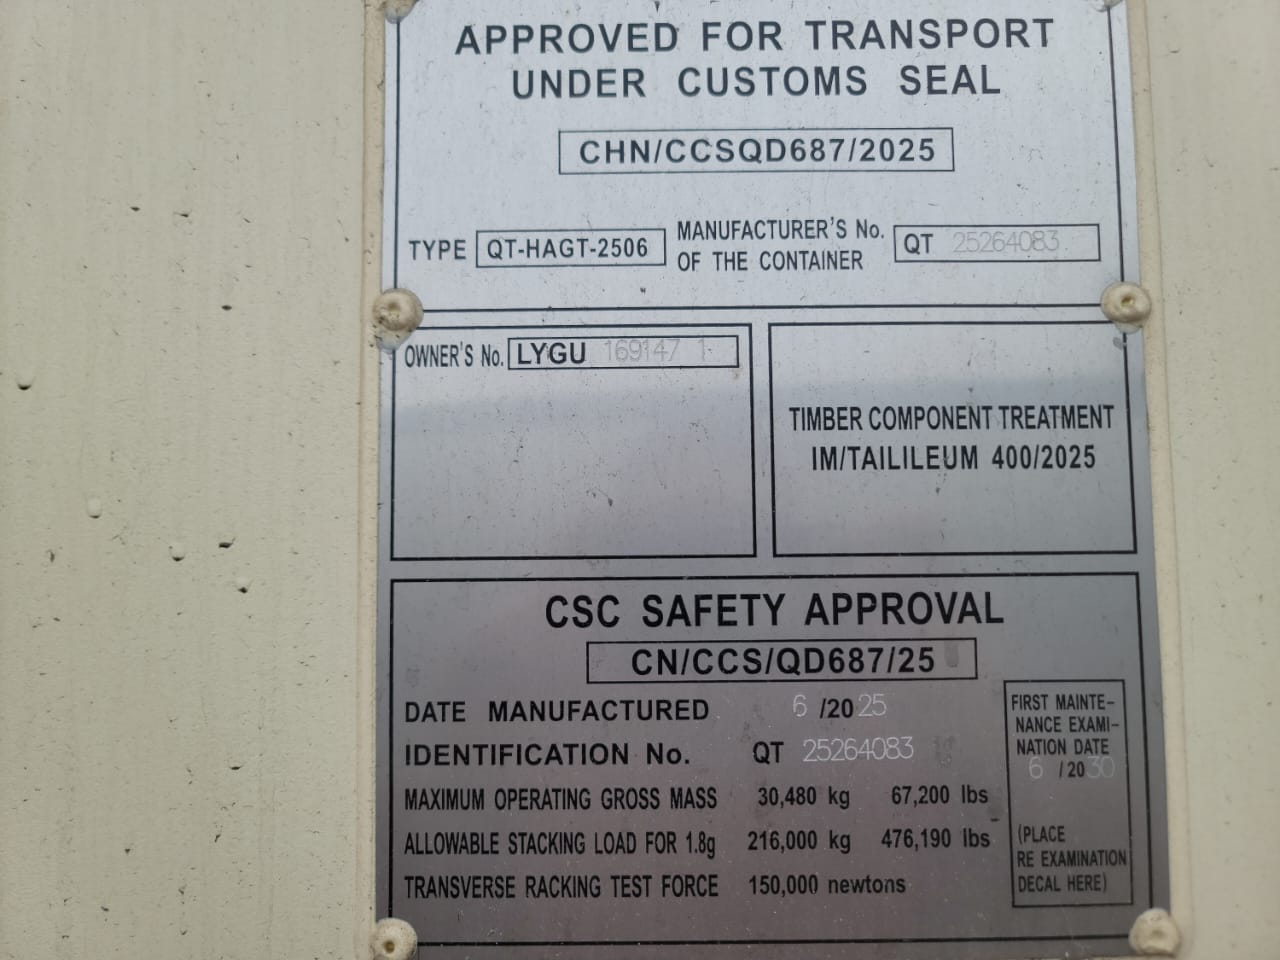 APPROVED FOR TRANSPORT
UNDER CUSTOMS SEAL
CHN/CCSQD687/2025
TYPE QT-HAGT-2506
MANUFACTURER'S No.
OF THE CONTAINER
QT 25264083
OWNER'S No. LYGU 169147 1
TIMBER COMPONENT TREATMENT
IM/TAILILEUM 400/2025
CSC SAFETY APPROVAL
CN/CCS/QD687/25
DATE MANUFACTURED 6 /20 25
IDENTIFICATION No. QT 25264083
MAXIMUM OPERATING GROSS MASS 30,480 kg 67,200 lbs
ALLOWABLE STACKING LOAD FOR 1.8g 216,000 kg 476,190 lbs
TRANSVERSE RACKING TEST FORCE 150,000 newtons
FIRST MAINTE-
NANCE EXAMI-
NATION DATE
6 /20 30
(PLACE
RE EXAMINATION
DECAL HERE)